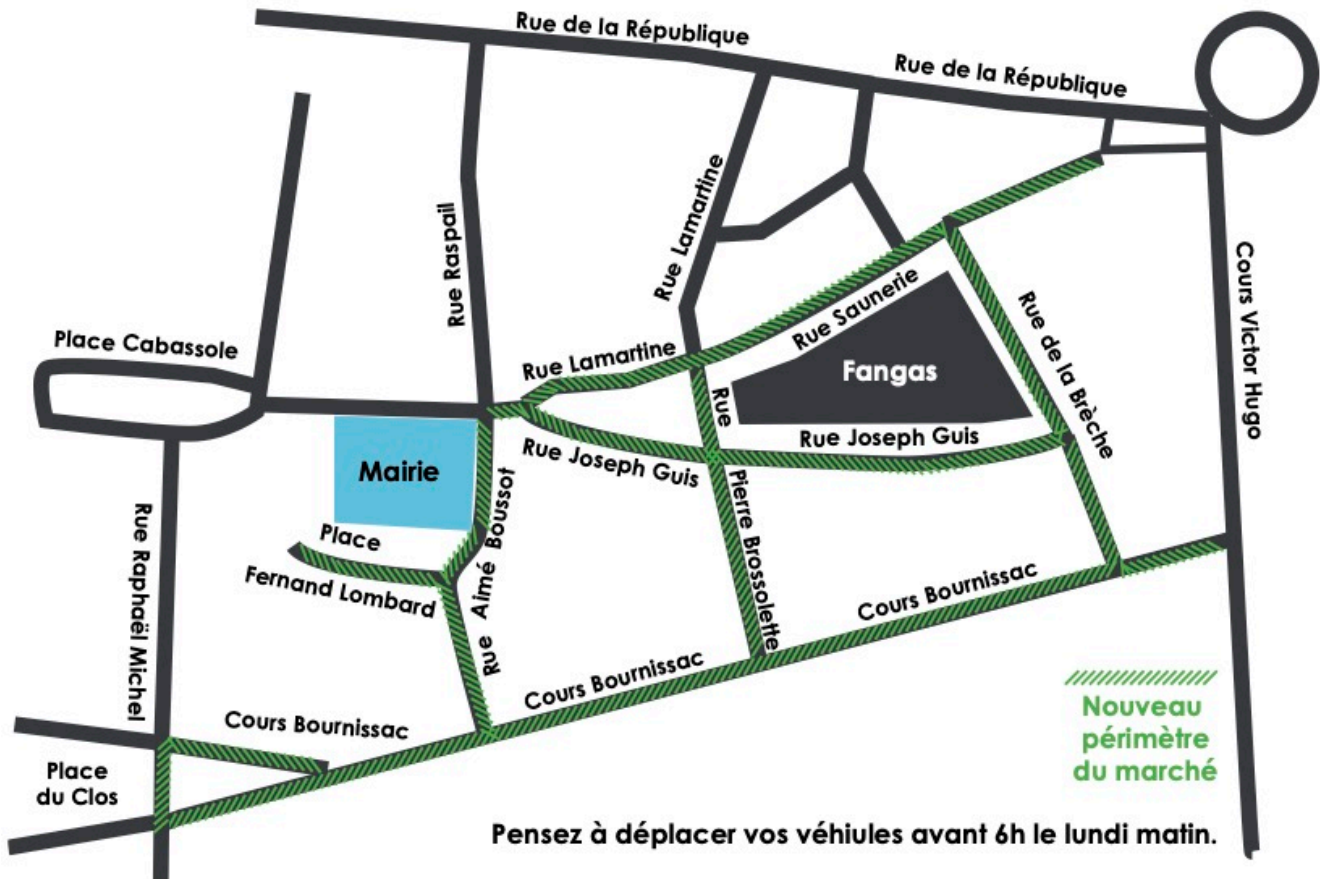 Rue de la République
Rue de la République
Rue Lamartine
Rue Raspail
Cours Victor Hugo
Rue Saunerie
Rue de la Brèche
Place Cabassole
Rue Lamartine
Fangas
Rue
Pierre Brossolette
Rue Joseph Guis
Rue Joseph Guis
Mairie
Rue Aimé Boussot
Place
Fernand Lombard
Rue Raphaël Michel
Cours Bournissac
Cours Bournissac
Cours Bournissac
Place
du Clos
Nouveau
périmètre
du marché
Pensez à déplacer vos véhiules avant 6h le lundi matin.